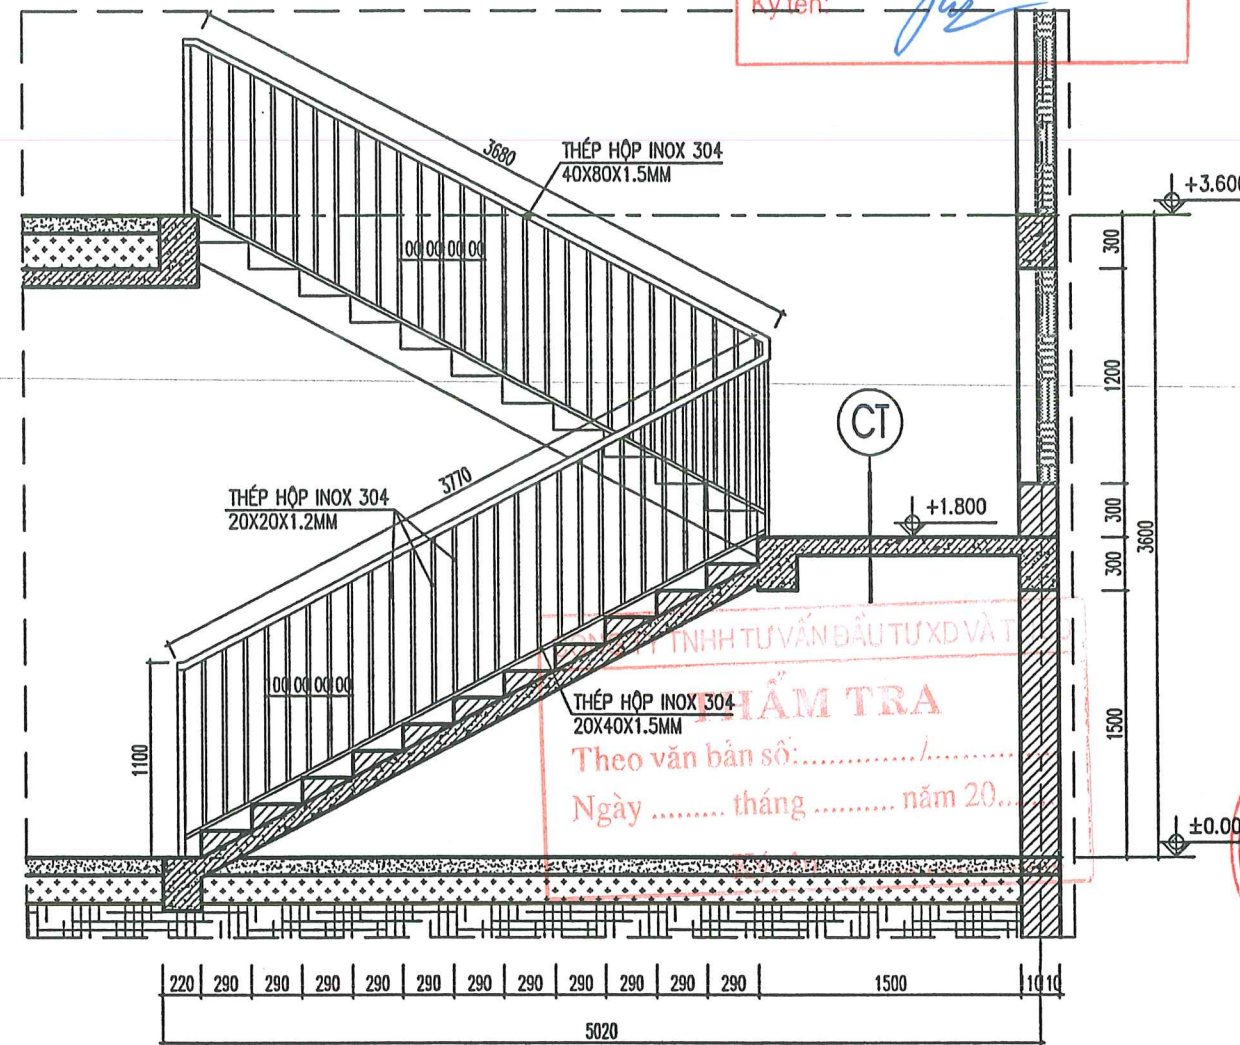 Ký tên:
3680
THÉP HỘP INOX 304
40X80X1.5MM
+3.600
00 00 00 00
300
1200
300
300
1500
3600
CT
+1.800
3770
THÉP HỘP INOX 304
20X20X1.2MM
TNHH TƯ VẤN ĐẦU TƯ XD VÀ
THẨM TRA
Theo văn bản số:............/............
Ngày ......... tháng .......... năm 20......
THÉP HỘP INOX 304
20X40X1.5MM
00 00 00 00
1100
±0.00
220 290 290 290 290 290 290 290 290 290 290 290 1500 10 10
5020